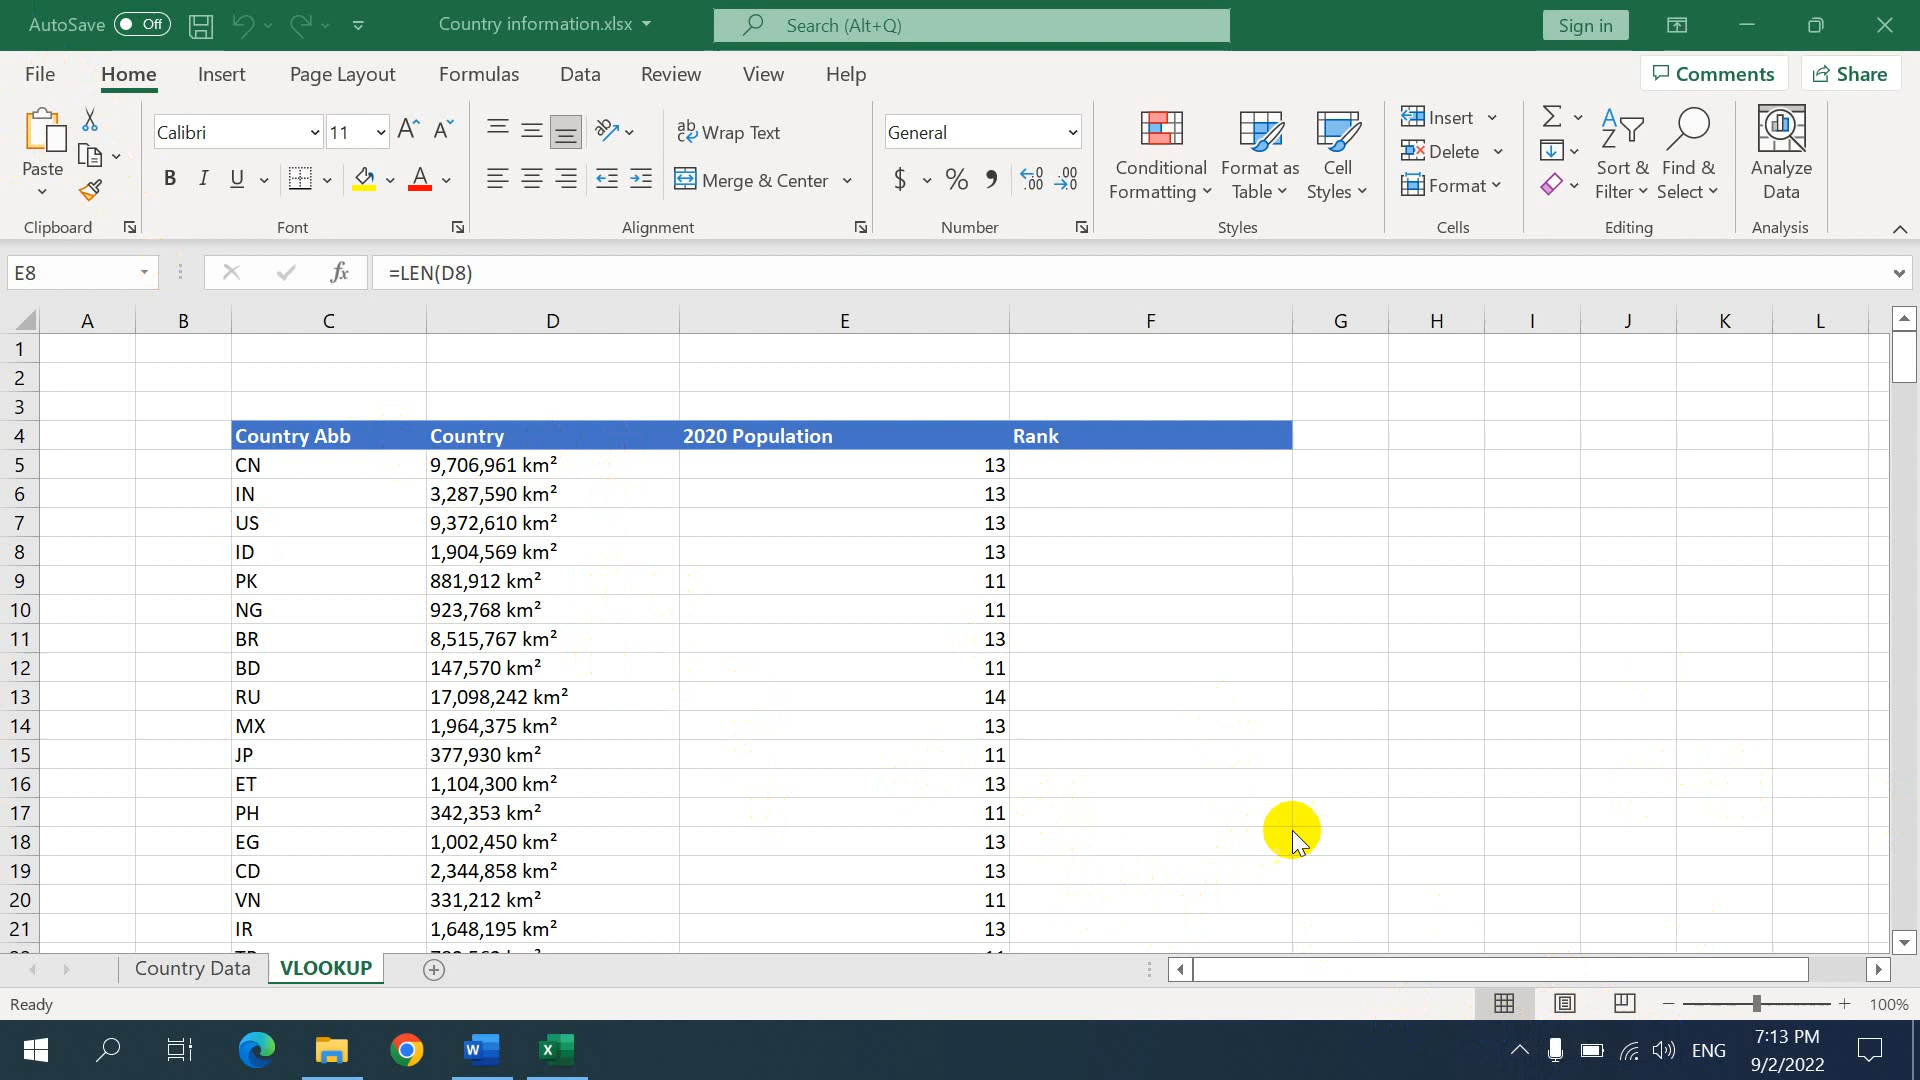 AutoSave Off Country information.xlsx Search (Alt+Q) Sign in
File Home Insert Page Layout Formulas Data Review View Help Comments Share
Paste Calibri 11 A A ab Wrap Text General Conditional Formatting Format as Table Cell Styles Insert Sort & Filter Find & Select Analyze Data
Delete
B I U A Merge & Center $ % , .00 .00 Format
Clipboard Font Alignment Number Styles Cells Editing Analysis
E8 fx =LEN(D8)
A B C D E F G H I J K L
1
2
3
4 Country Abb Country 2020 Population Rank
5 CN 9,706,961 km² 13
6 IN 3,287,590 km² 13
7 US 9,372,610 km² 13
8 ID 1,904,569 km² 13
9 PK 881,912 km² 11
10 NG 923,768 km² 11
11 BR 8,515,767 km² 13
12 BD 147,570 km² 11
13 RU 17,098,242 km² 14
14 MX 1,964,375 km² 13
15 JP 377,930 km² 11
16 ET 1,104,300 km² 13
17 PH 342,353 km² 11
18 EG 1,002,450 km² 13
19 CD 2,344,858 km² 13
20 VN 331,212 km² 11
21 IR 1,648,195 km² 13
Country Data VLOOKUP
Ready 100%
W X ENG 7:13 PM
9/2/2022